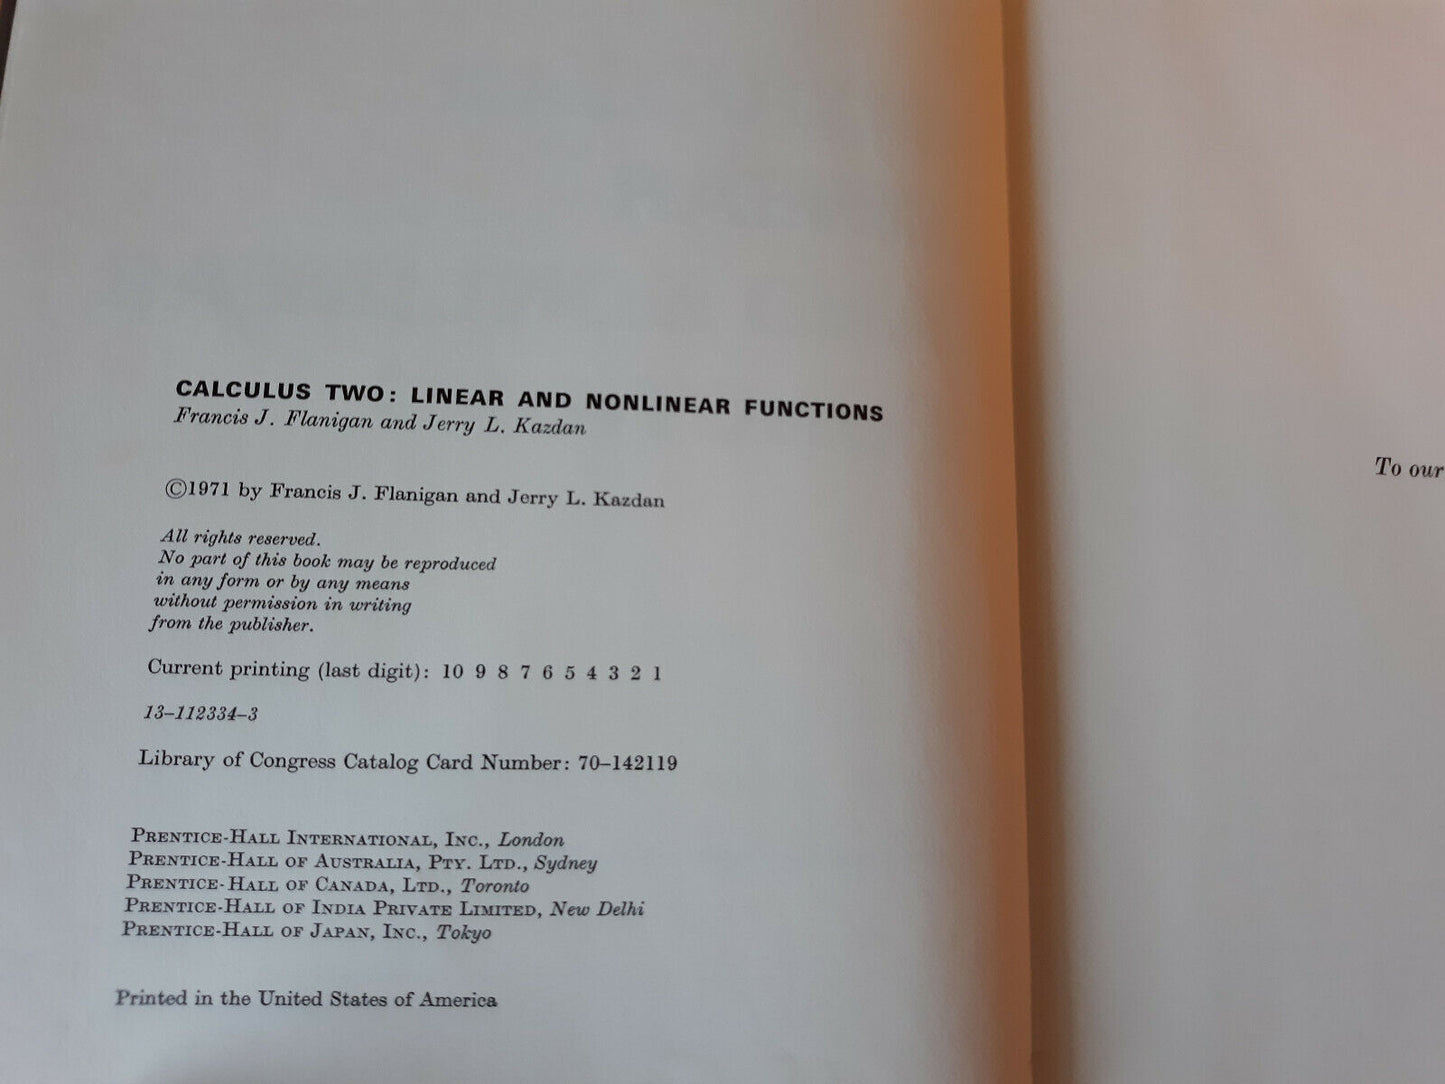 CALCULUS TWO: LINEAR AND NONLINEAR FUNCTIONS
Francis J. Flanigan and Jerry L. Kazdan
©1971 by Francis J. Flanigan and Jerry L. Kazdan
All rights reserved.
No part of this book may be reproduced
in any form or by any means
without permission in writing
from the publisher.
Current printing (last digit): 10 9 8 7 6 5 4 3 2 1
13–112334–3
Library of Congress Catalog Card Number: 70–142119
PRENTICE-HALL INTERNATIONAL, INC., London
PRENTICE-HALL OF AUSTRALIA, PTY. LTD., Sydney
PRENTICE-HALL OF CANADA, LTD., Toronto
PRENTICE-HALL OF INDIA PRIVATE LIMITED, New Delhi
PRENTICE-HALL OF JAPAN, INC., Tokyo
Printed in the United States of America
To our